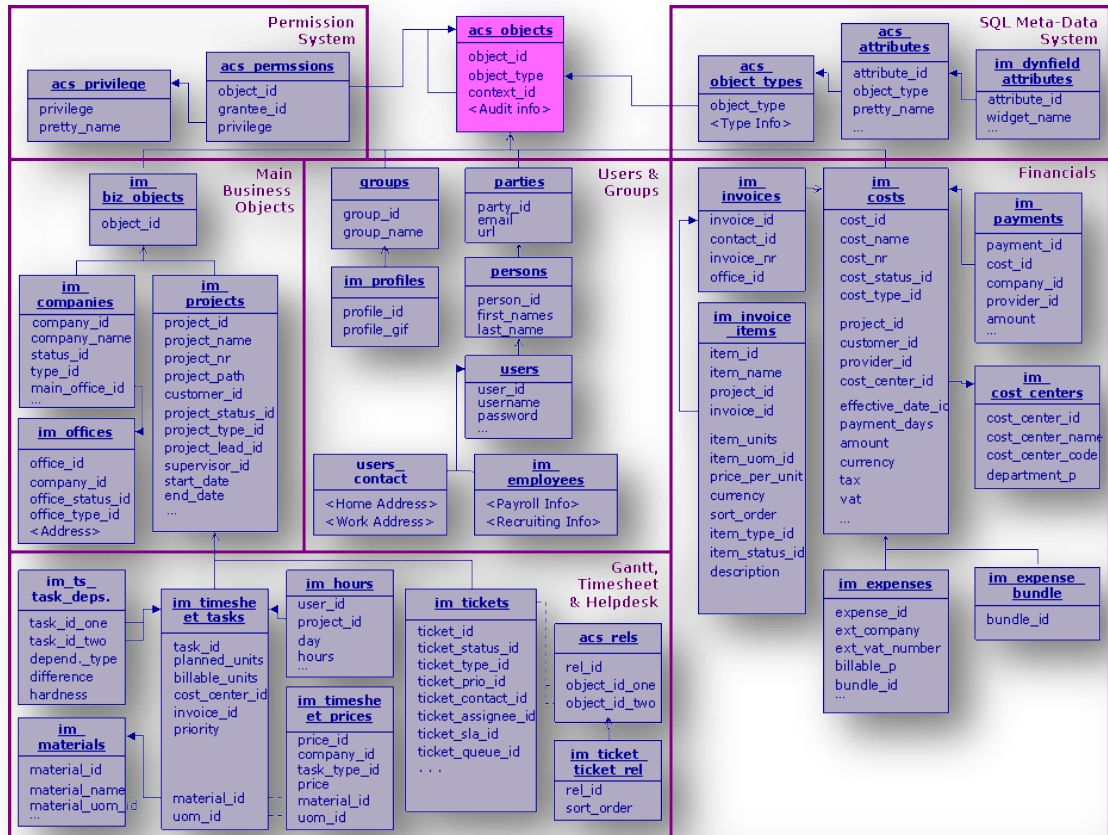 Permission
System
acs_privilege
privilege
pretty_name
acs_permssions
object_id
grantee_id
privilege
acs_objects
object_id
object_type
context_id
<Audit info>
SQL Meta-Data
System
acs_
object_types
object_type
<Type Info>
acs_
attributes
attribute_id
object_type
pretty_name
...
im_dynfield
attributes
attribute_id
widget_name
...
Main
Business
Objects
im_
biz_objects
object_id
im_
companies
company_id
company_name
status_id
type_id
main_office_id
...
im_offices
office_id
company_id
office_status_id
office_type_id
<Address>
im_
projects
project_id
project_name
project_nr
project_path
customer_id
project_status_id
project_type_id
project_lead_id
supervisor_id
start_date
end_date
...
Users &
Groups
groups
group_id
group_name
im_profiles
profile_id
profile_gif
parties
party_id
email
url
persons
person_id
first_names
last_name
users
user_id
username
password
...
users_
contact
<Home Address>
<Work Address>
im_
employees
<Payroll Info>
<Recruiting Info>
Financials
im_
invoices
invoice_id
contact_id
invoice_nr
office_id
im_invoice
_items
item_id
item_name
project_id
invoice_id
item_units
item_uom_id
price_per_unit
currency
sort_order
item_type_id
item_status_id
description
im_
costs
cost_id
cost_name
cost_nr
cost_status_id
cost_type_id
project_id
customer_id
provider_id
cost_center_id
effective_date_id
payment_days
amount
currency
tax
vat
...
im_
payments
payment_id
cost_id
company_id
provider_id
amount
...
im_
cost_centers
cost_center_id
cost_center_name
cost_center_code
department_p
im_expenses
expense_id
ext_company
ext_vat_number
billable_p
bundle_id
...
im_expense_
bundle
bundle_id
Gantt,
Timesheet
& Helpdesk
im_ts_
task_deps.
task_id_one
task_id_two
depend._type
difference
hardness
im_
materials
material_id
material_name
material_uom_id
...
im_timeshe
et_tasks
task_id
planned_units
billable_units
cost_center_id
invoice_id
priority
material_id
uom_id
im_hours
user_id
project_id
day
hours
...
im_timeshe
et_prices
price_id
company_id
task_type_id
price
material_id
uom_id
im_tickets
ticket_id
ticket_status_id
ticket_type_id
ticket_prio_id
ticket_contact_id
ticket_assignee_id
ticket_sla_id
ticket_queue_id
. . .
acs_rels
rel_id
object_id_one
object_id_two
im_ticket_
ticket_rel
rel_id
sort_order